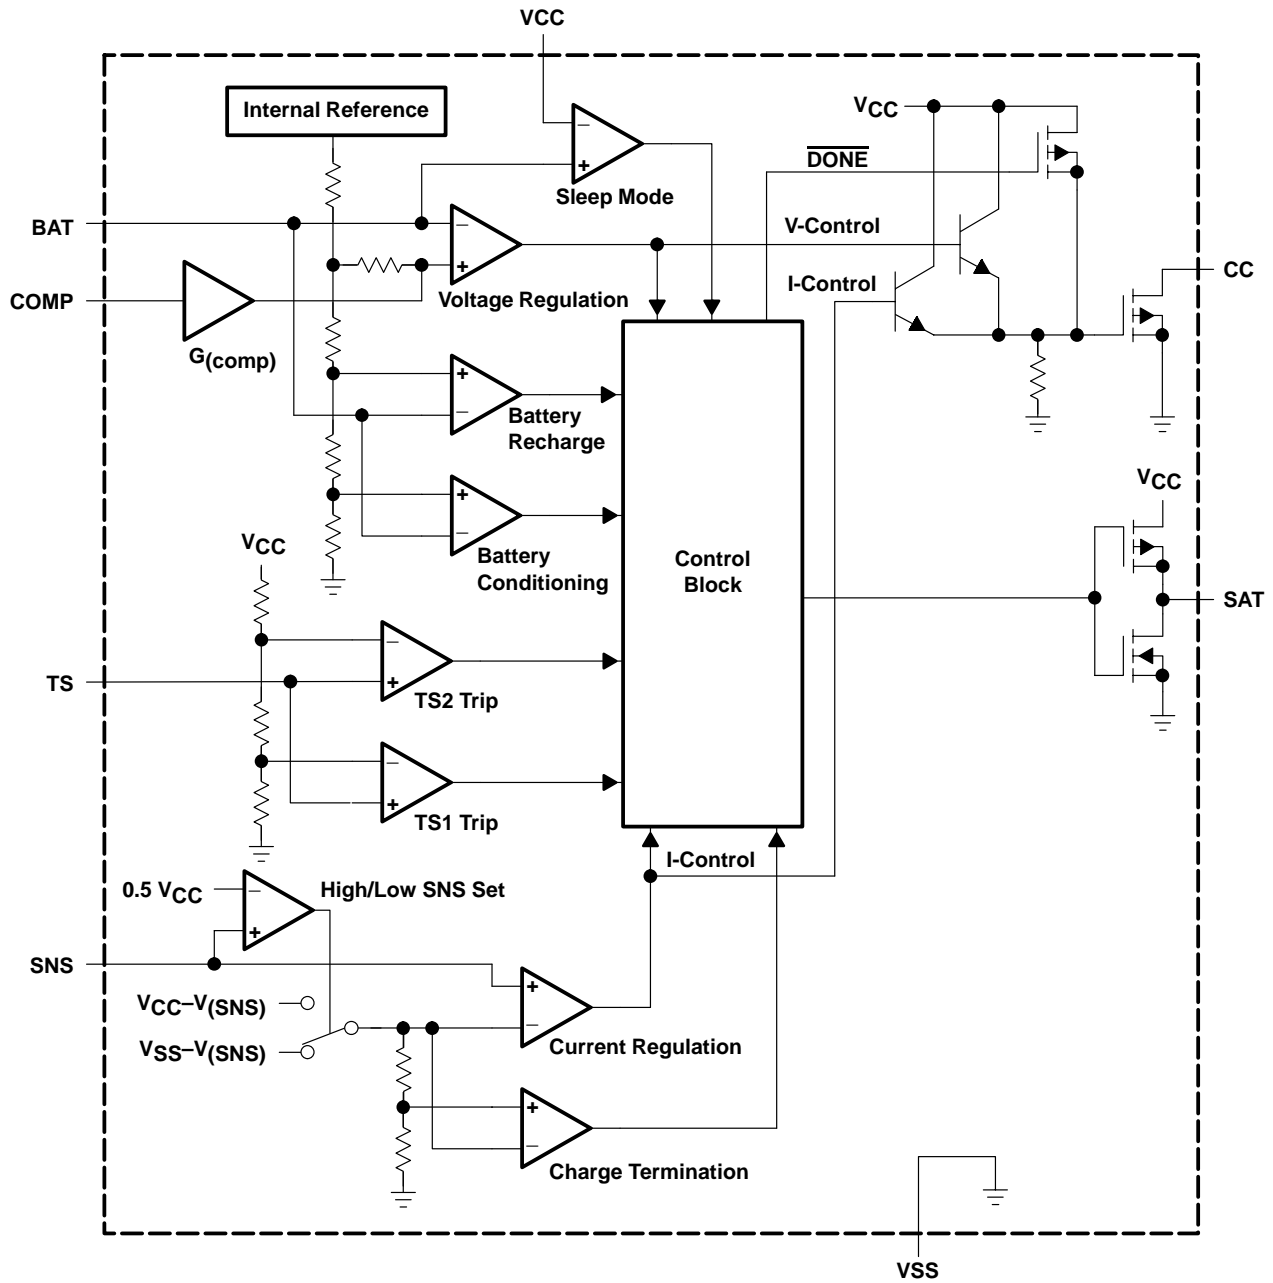 VCC
Internal Reference
VCC
DONE
−
+
Sleep Mode
BAT
−
+
V-Control
I-Control
CC
COMP
Voltage Regulation
G(comp)
+
−
Battery
Recharge
+
−
Battery
Conditioning
VCC
VCC
Control
Block
SAT
−
+
TS
TS2 Trip
−
+
TS1 Trip
I-Control
0.5 VCC
−
+
High/Low SNS Set
SNS
VCC−V(SNS)
VSS−V(SNS)
+
−
Current Regulation
+
−
Charge Termination
VSS